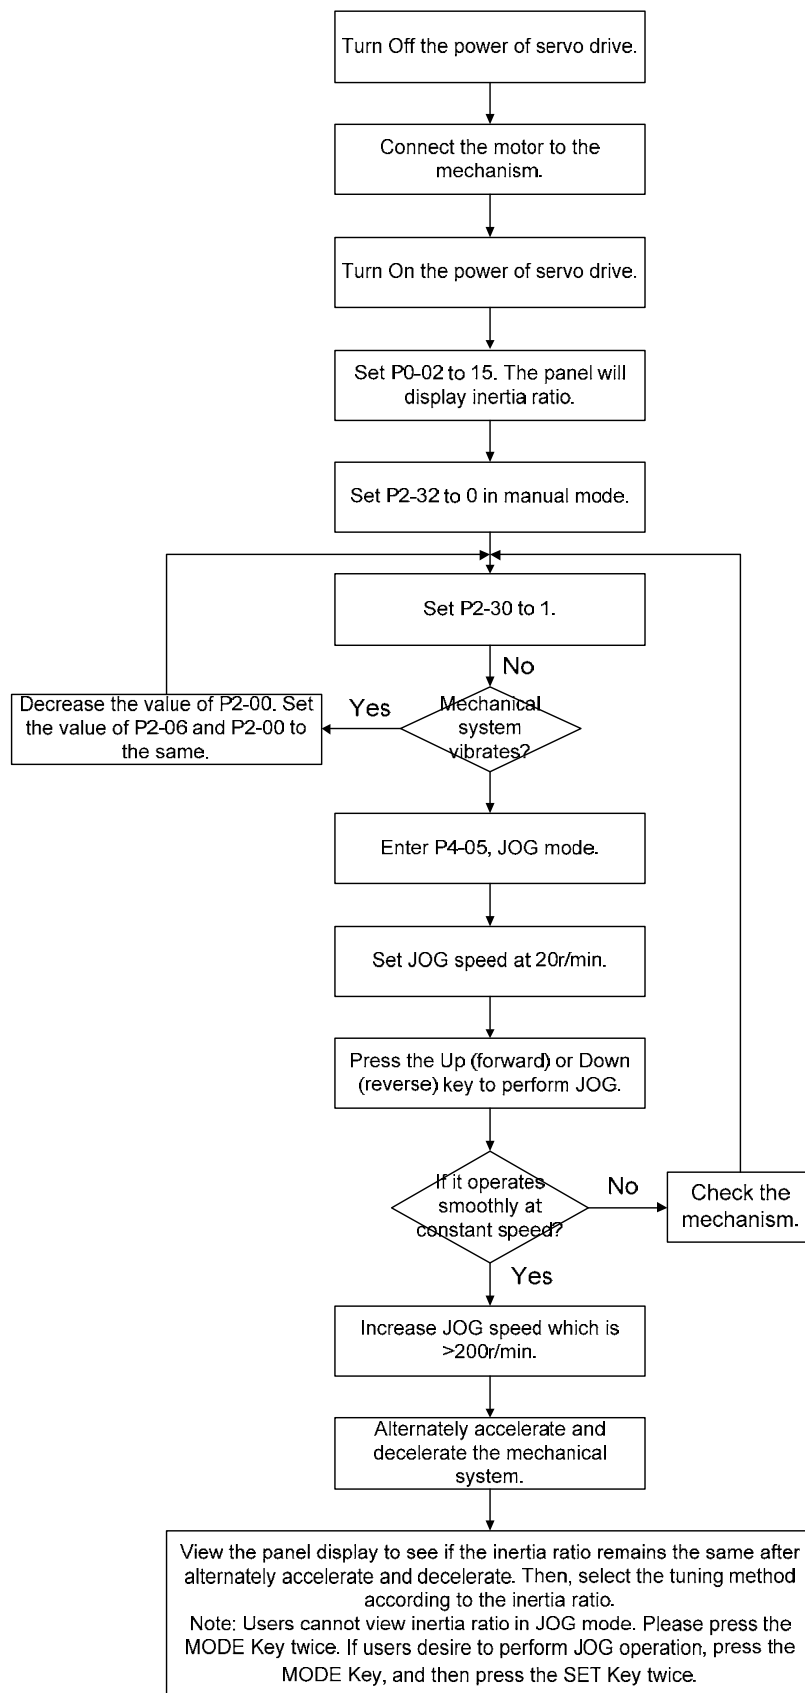 Turn Off the power of servo drive.
Connect the motor to the
mechanism.
Turn On the power of servo drive.
Set P0-02 to 15. The panel will
display inertia ratio.
Set P2-32 to 0 in manual mode.
Set P2-30 to 1.
No
Decrease the value of P2-00. Set
the value of P2-06 and P2-00 to
the same.
Yes
Mechanical
system
vibrates?
Enter P4-05, JOG mode.
Set JOG speed at 20r/min.
Press the Up (forward) or Down
(reverse) key to perform JOG.
If it operates
smoothly at
constant speed?
No
Check the
mechanism.
Yes
Increase JOG speed which is
>200r/min.
Alternately accelerate and
decelerate the mechanical
system.
View the panel display to see if the inertia ratio remains the same after
alternately accelerate and decelerate. Then, select the tuning method
according to the inertia ratio.
Note: Users cannot view inertia ratio in JOG mode. Please press the
MODE Key twice. If users desire to perform JOG operation, press the
MODE Key, and then press the SET Key twice.